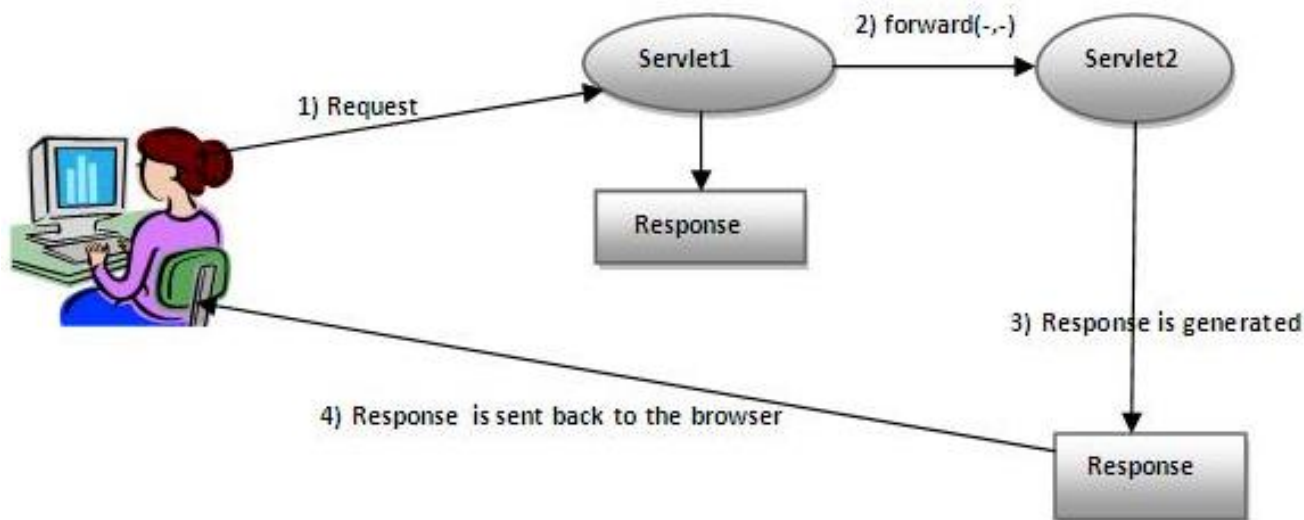 2) forward(-,-)
Servlet1
Servlet2
1) Request
Response
3) Response is generated
4) Response is sent back to the browser
Response